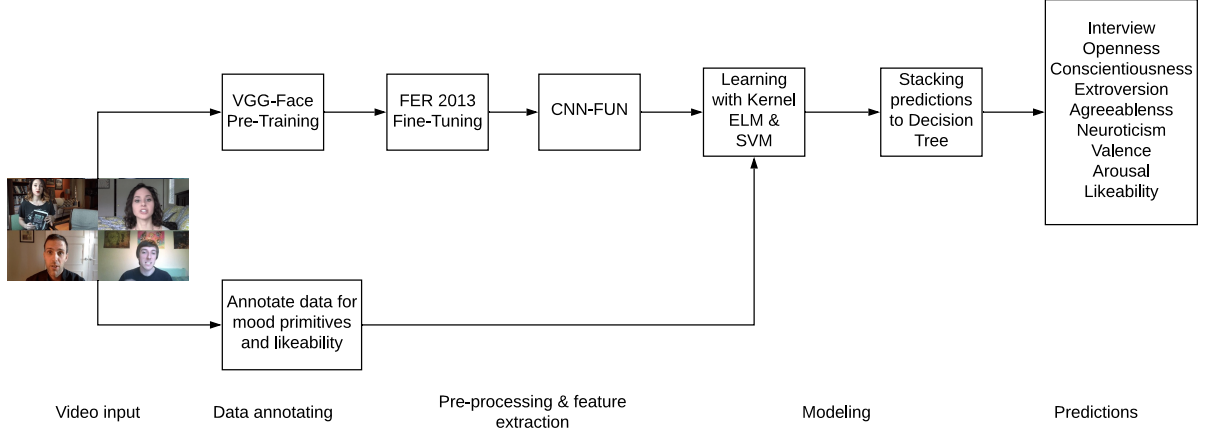 VGG-Face
Pre-Training
FER 2013
Fine-Tuning
CNN-FUN
Learning
with Kernel
ELM &
SVM
Stacking
predictions
to Decision
Tree
Interview
Openness
Conscientiousness
Extroversion
Agreeablenss
Neuroticism
Valence
Arousal
Likeability
Annotate data for
mood primitives
and likeability
Video input
Data annotating
Pre-processing & feature
extraction
Modeling
Predictions